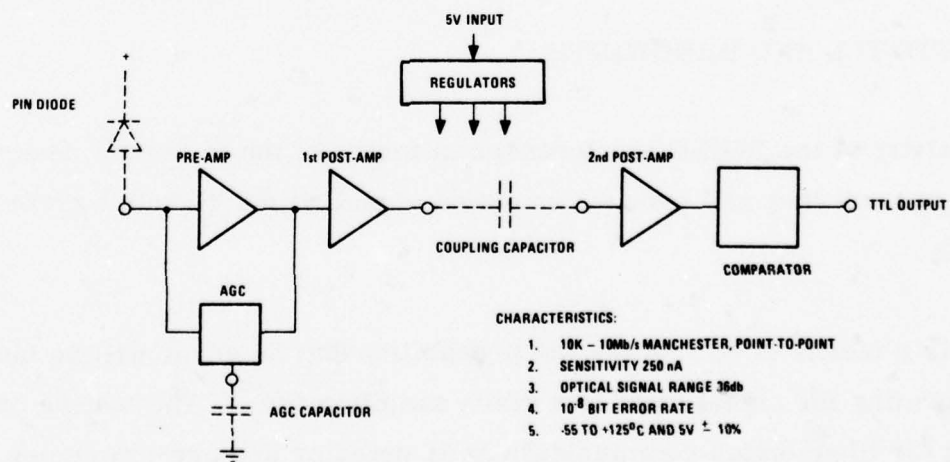 5V INPUT
REGULATORS
PIN DIODE
+
PRE-AMP
1st POST-AMP
2nd POST-AMP
TTL OUTPUT
COUPLING CAPACITOR
COMPARATOR
AGC
AGC CAPACITOR
CHARACTERISTICS:
1. 10K – 10Mb/s MANCHESTER, POINT-TO-POINT
2. SENSITIVITY 250 nA
3. OPTICAL SIGNAL RANGE 36db
4. 10⁻⁸ BIT ERROR RATE
5. -55 TO +125⁰C AND 5V ± 10%